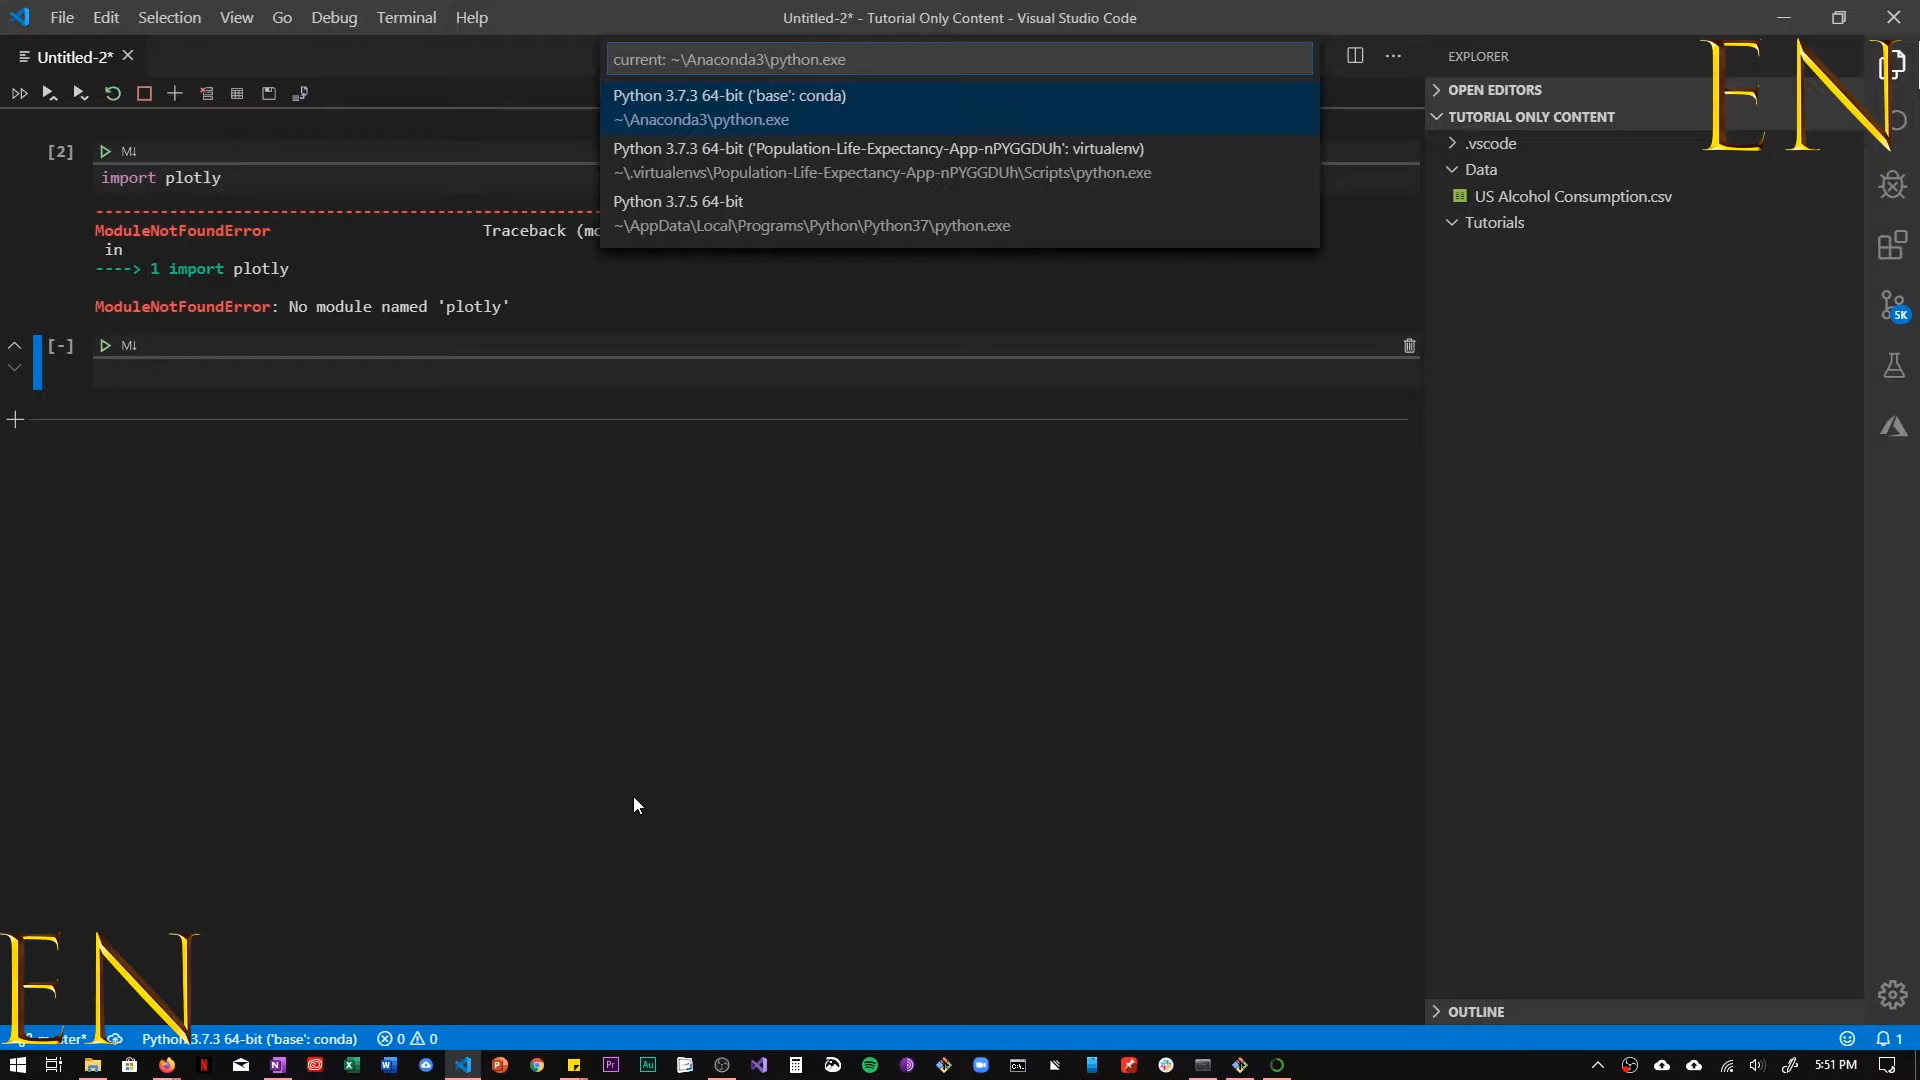 File Edit Selection View Go Debug Terminal Help
Untitled-2* - Tutorial Only Content - Visual Studio Code
Untitled-2*
current: ~\Anaconda3\python.exe
Python 3.7.3 64-bit ('base': conda)
~\Anaconda3\python.exe
Python 3.7.3 64-bit ('Population-Life-Expectancy-App-nPYGGDUh': virtualenv)
~\.virtualenvs\Population-Life-Expectancy-App-nPYGGDUh\Scripts\python.exe
Python 3.7.5 64-bit
~\AppData\Local\Programs\Python\Python37\python.exe
[2] M↓
import plotly
ModuleNotFoundError Traceback
in
----> 1 import plotly
ModuleNotFoundError: No module named 'plotly'
[-] M↓
EXPLORER
OPEN EDITORS
TUTORIAL ONLY CONTENT
.vscode
Data
US Alcohol Consumption.csv
Tutorials
OUTLINE
EN
5K
EN
Python 3.7.3 64-bit ('base': conda) 0 0
1
5:51 PM